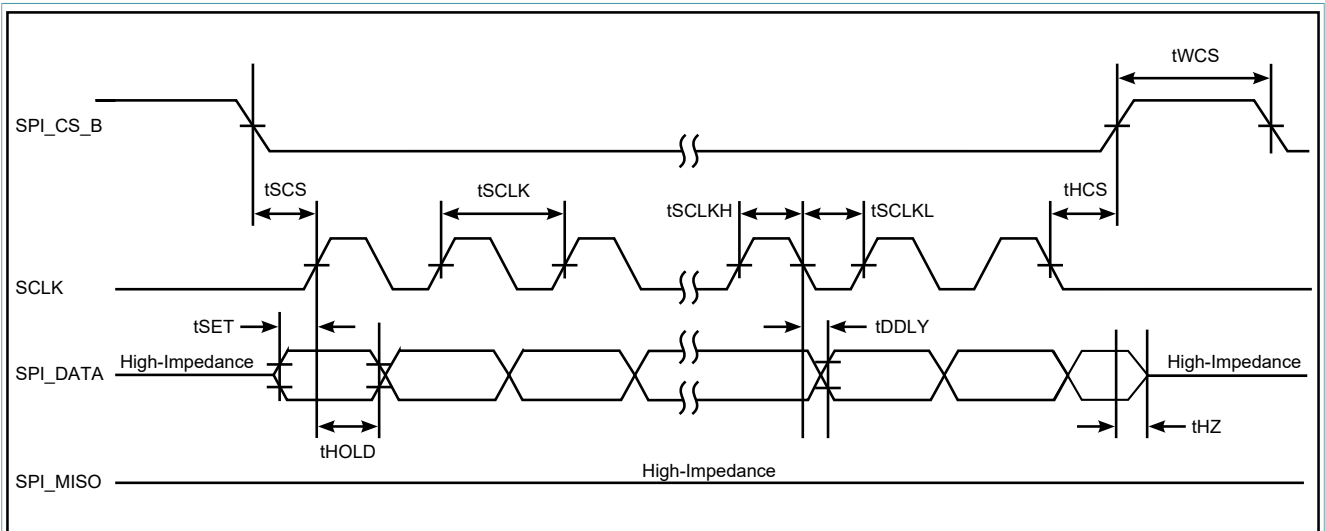 tWCS
SPI_CS_B
tSCS
tSCLK
tSCLKH
tSCLKL
tHCS
SCLK
tSET
tDDLY
High-Impedance
High-Impedance
SPI_DATA
tHOLD
tHZ
High-Impedance
SPI_MISO